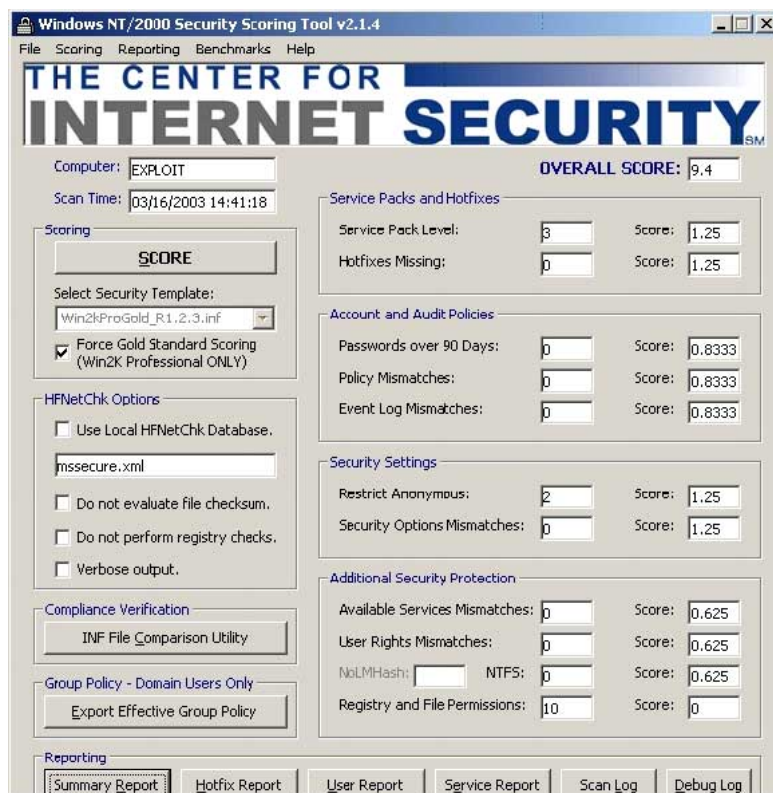 Windows NT/2000 Security Scoring Tool v2.1.4
File Scoring Reporting Benchmarks Help
THE CENTER FOR
INTERNET SECURITY SM
Computer: EXPLOIT
OVERALL SCORE: 9.4
Scan Time: 03/16/2003 14:41:18
Scoring
SCORE
Select Security Template:
Win2kProGold_R1.2.3.inf
Force Gold Standard Scoring
(Win2K Professional ONLY)
HFNetChk Options
Use Local HFNetChk Database.
mssecure.xml
Do not evaluate file checksum.
Do not perform registry checks.
Verbose output.
Compliance Verification
INF File Comparison Utility
Group Policy - Domain Users Only
Export Effective Group Policy
Service Packs and Hotfixes
Service Pack Level: 3 Score: 1.25
Hotfixes Missing: 0 Score: 1.25
Account and Audit Policies
Passwords over 90 Days: 0 Score: 0.8333
Policy Mismatches: 0 Score: 0.8333
Event Log Mismatches: 0 Score: 0.8333
Security Settings
Restrict Anonymous: 2 Score: 1.25
Security Options Mismatches: 0 Score: 1.25
Additional Security Protection
Available Services Mismatches: 0 Score: 0.625
User Rights Mismatches: 0 Score: 0.625
NoLMHash: NTFS: 0 Score: 0.625
Registry and File Permissions: 10 Score: 0
Reporting
Summary Report Hotfix Report User Report Service Report Scan Log Debug Log